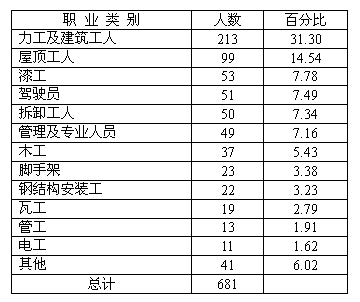 职 业 类 别 人数 百分比
力工及建筑工人 213 31.30
屋顶工人 99 14.54
漆工 53 7.78
驾驶员 51 7.49
拆卸工人 50 7.34
管理及专业人员 49 7.16
木工 37 5.43
脚手架 23 3.38
钢结构安装工 22 3.23
瓦工 19 2.79
管工 13 1.91
电工 11 1.62
其他 41 6.02
总计 681